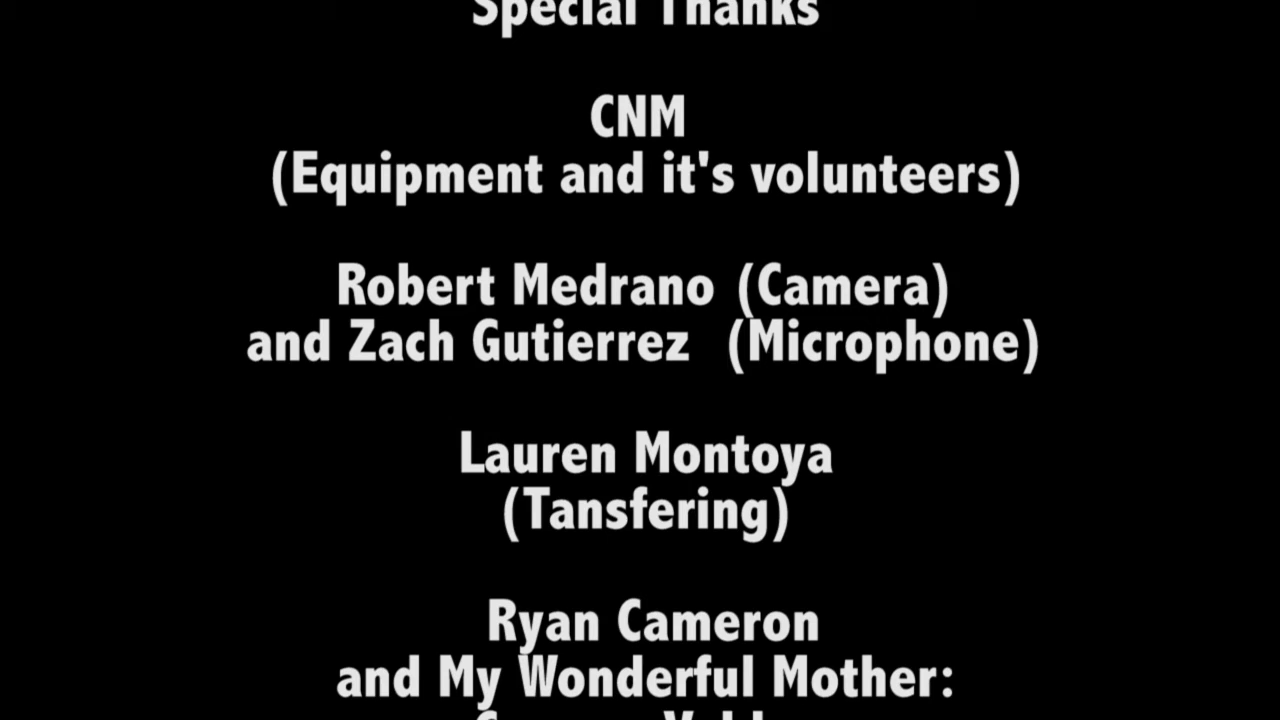 Special Thanks
CNM
(Equipment and it's volunteers)
Robert Medrano (Camera)
and Zach Gutierrez (Microphone)
Lauren Montoya
(Tansfering)
Ryan Cameron
and My Wonderful Mother: